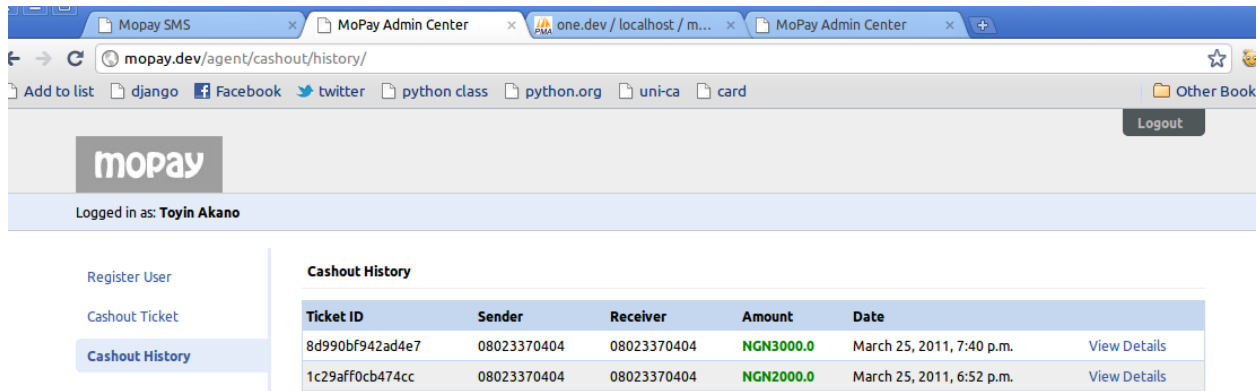 Mopay SMS
MoPay Admin Center
one.dev / localhost / m...
MoPay Admin Center
mopay.dev/agent/cashout/history/
Add to list django Facebook twitter python class python.org uni-ca card Other Book
Logout
mopay
Logged in as: Toyin Akano
Register User
Cashout Ticket
Cashout History
Cashout History
Ticket ID Sender Receiver Amount Date
8d990bf942ad4e7 08023370404 08023370404 NGN3000.0 March 25, 2011, 7:40 p.m. View Details
1c29aff0cb474cc 08023370404 08023370404 NGN2000.0 March 25, 2011, 6:52 p.m. View Details